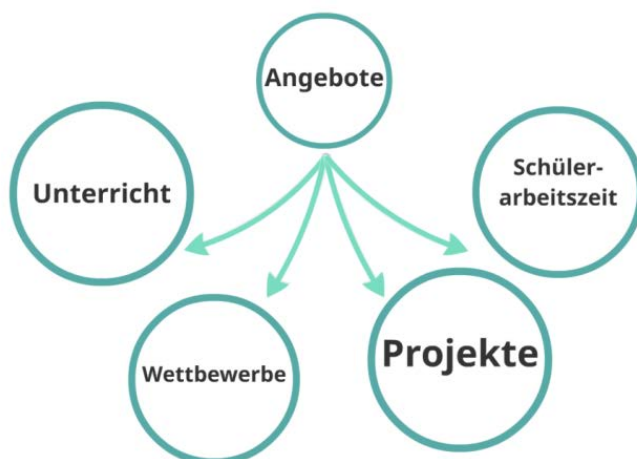 Angebote
Unterricht
Schüler-
arbeitszeit
Wettbewerbe
Projekte